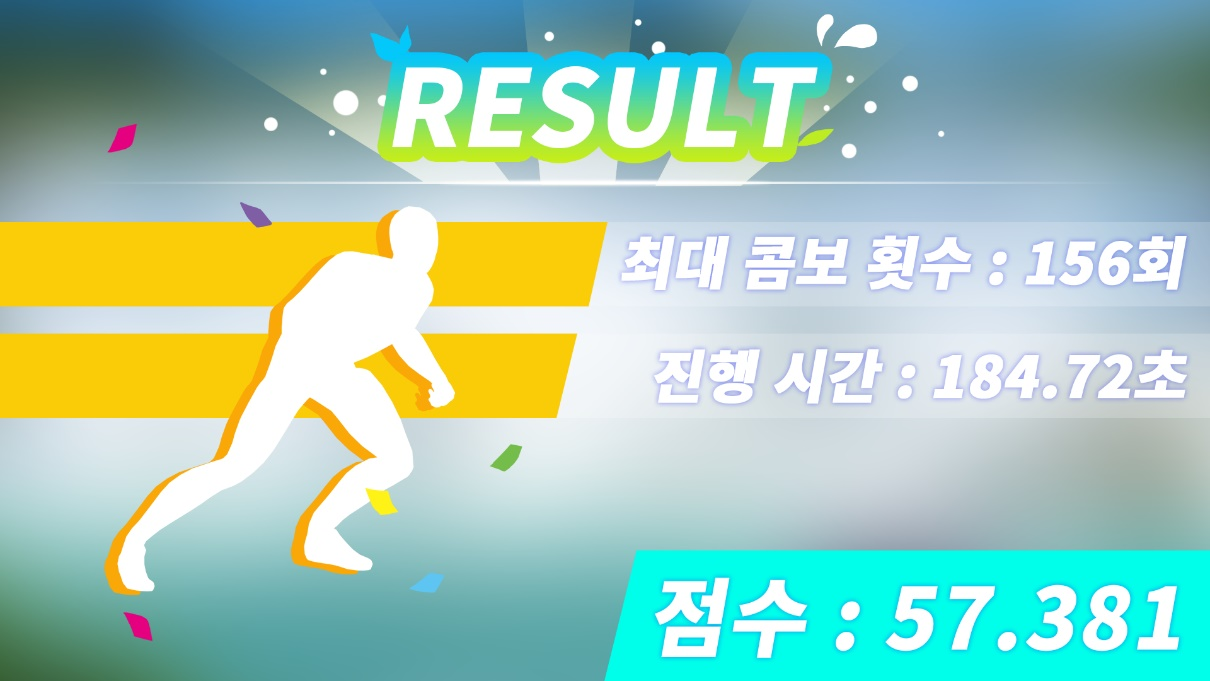 RESULT
최대 콤보 횟수 : 156회
진행 시간 : 184.72초
점수 : 57.381